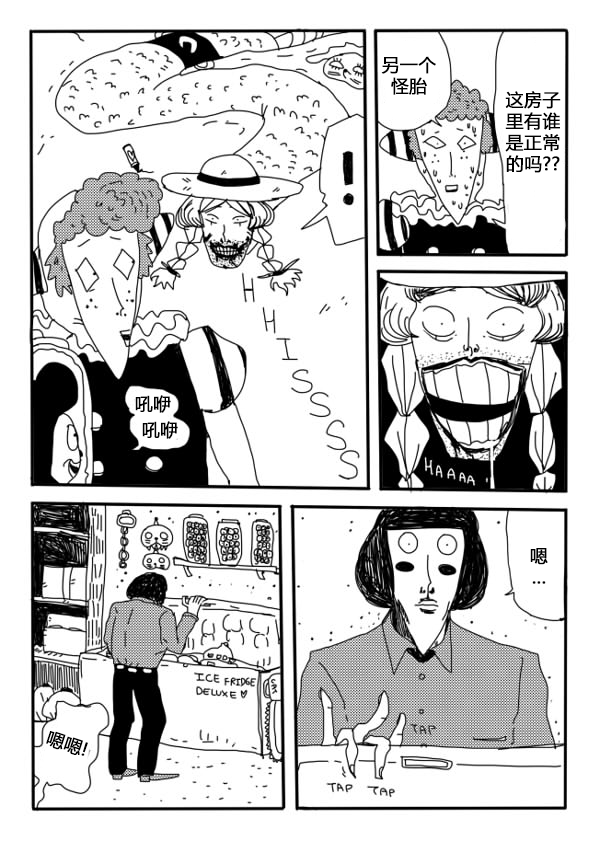 !
HHISSSSS
吼咿
吼咿
另一个
怪胎
这房子
里有谁
是正常
的吗??
HAAAA
ICE FRIDGE
DELUXE♡
嗯嗯!
嗯
...
TAP
TAP TAP